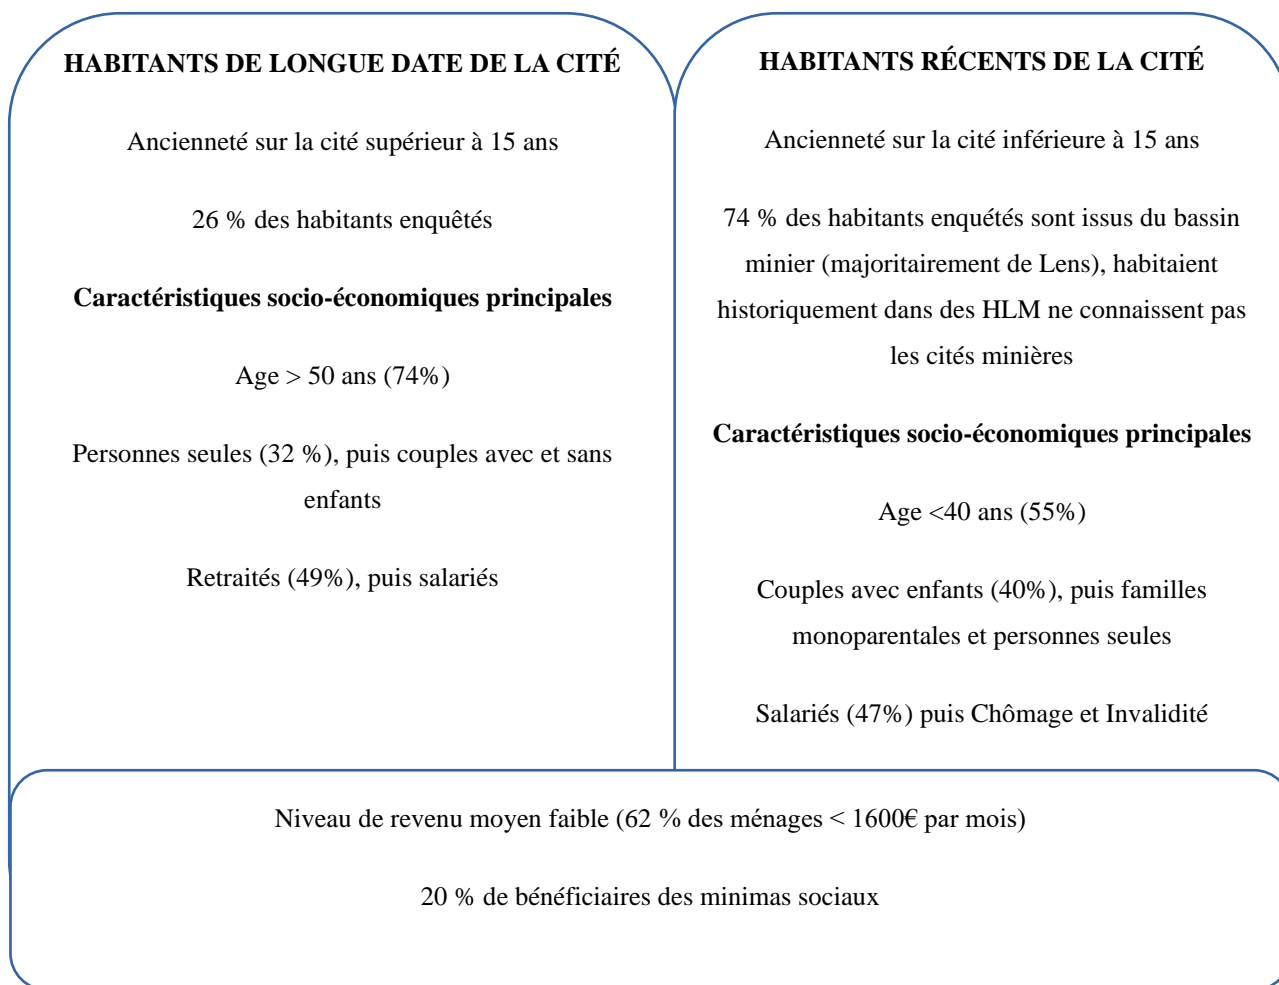 HABITANTS DE LONGUE DATE DE LA CITÉ
Ancienneté sur la cité supérieur à 15 ans
26 % des habitants enquêtés
Caractéristiques socio-économiques principales
Age > 50 ans (74%)
Personnes seules (32 %), puis couples avec et sans
enfants
Retraités (49%), puis salariés
HABITANTS RÉCENTS DE LA CITÉ
Ancienneté sur la cité inférieure à 15 ans
74 % des habitants enquétés sont issus du bassin
minier (majoritairement de Lens), habitaient
historiquement dans des HLM ne connaissent pas
les cités minières
Caractéristiques socio-économiques principales
Age <40 ans (55%)
Couples avec enfants (40%), puis familles
monoparentales et personnes seules
Salariés (47%) puis Chômage et Invalidité
Niveau de revenu moyen faible (62 % des ménages < 1600€ par mois)
20 % de bénéficiaires des minimas sociaux